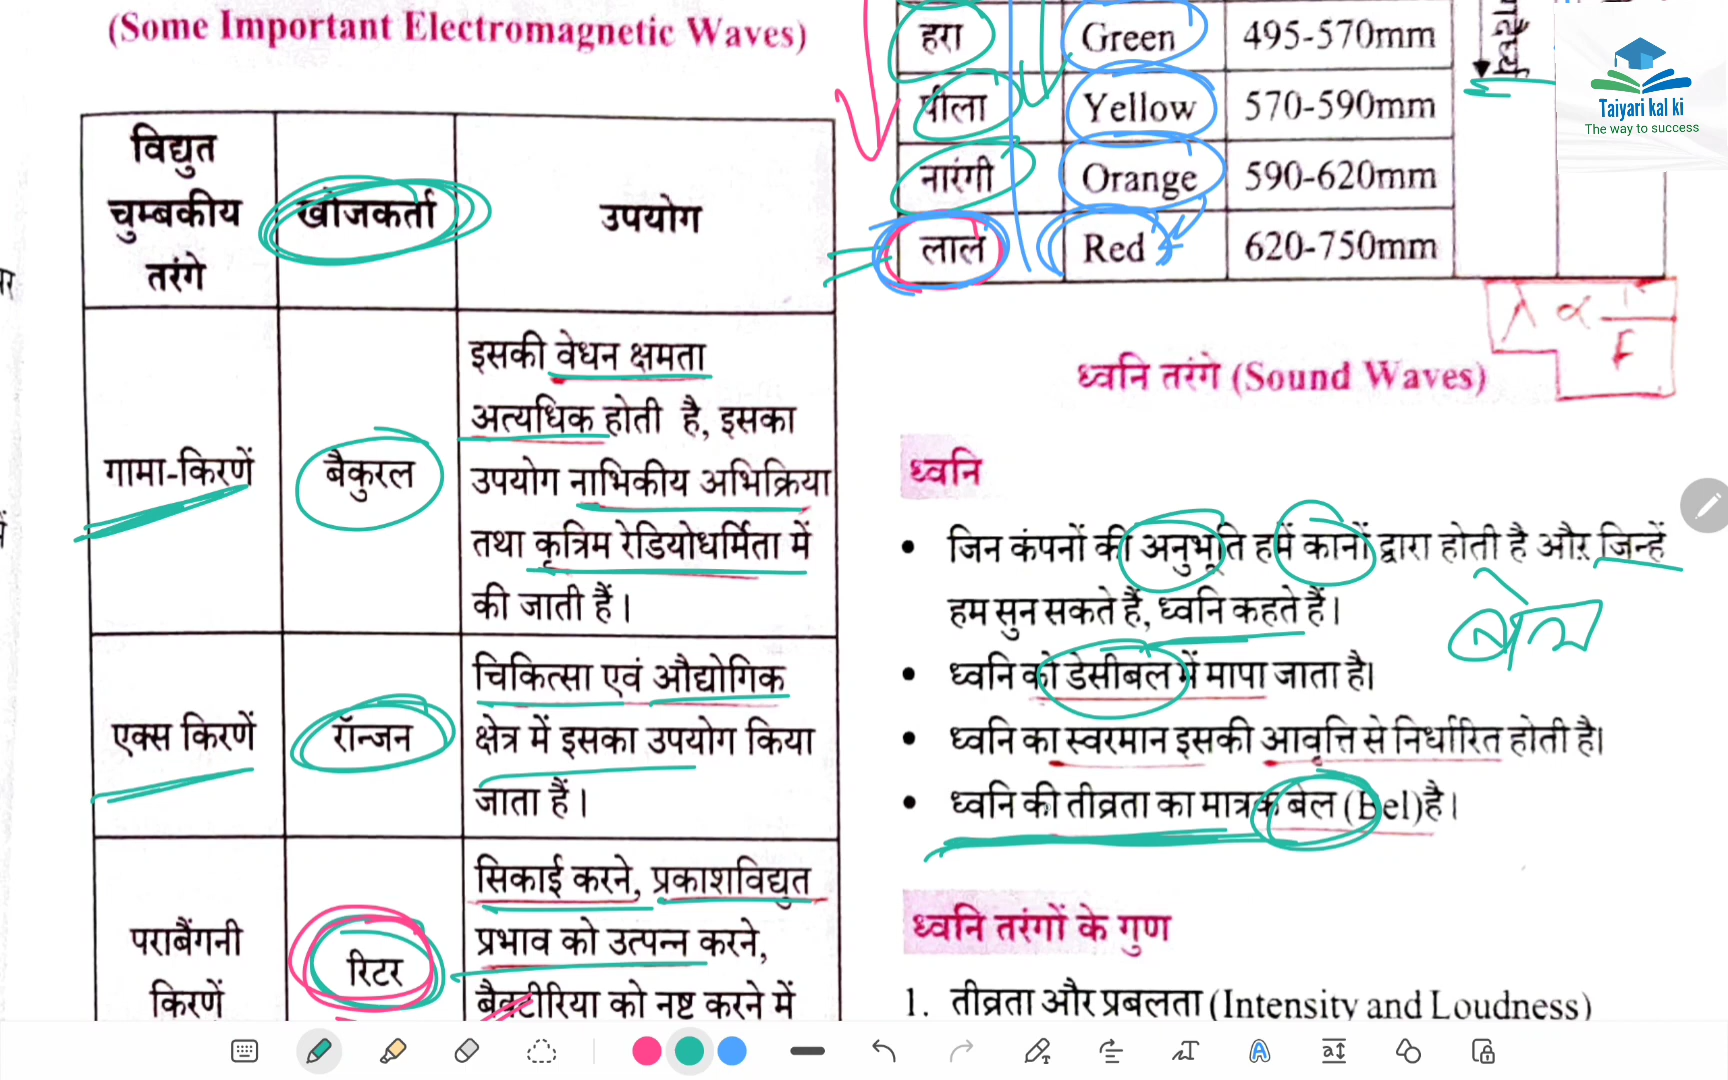 (Some Important Electromagnetic Waves)
विद्युत चुम्बकीय तरंगे
खोजकर्ता
उपयोग
गामा-किरणें
बैकुरल
इसकी वेधन क्षमता
अत्यधिक होती है, इसका
उपयोग नाभिकीय अभिक्रिया
तथा कृत्रिम रेडियोधर्मिता में
की जाती हैं।
एक्स किरणें
रॉन्जन
चिकित्सा एवं औद्योगिक
क्षेत्र में इसका उपयोग किया
जाता हैं।
पराबैंगनी
किरणें
रिटर
सिकाई करने, प्रकाशविद्युत
प्रभाव को उत्पन्न करने,
बैक्टीरिया को नष्ट करने में
हरा Green 495-570mm
पीला Yellow 570-590mm
नारंगी Orange 590-620mm
लाल Red 620-750mm
Taiyari kal ki
The way to success
ध्वनि तरंगे (Sound Waves)
ध्वनि
• जिन कंपनों की अनुभूति हमें कानों द्वारा होती है और जिन्हें
हम सुन सकते हैं, ध्वनि कहते हैं।
• ध्वनि को डेसीबल में मापा जाता है।
• ध्वनि का स्वरमान इसकी आवृत्ति से निर्धारित होती है।
• ध्वनि की तीव्रता का मात्रक बेल (Bel) है।
ध्वनि तरंगों के गुण
1. तीव्रता और प्रबलता (Intensity and Loudness)